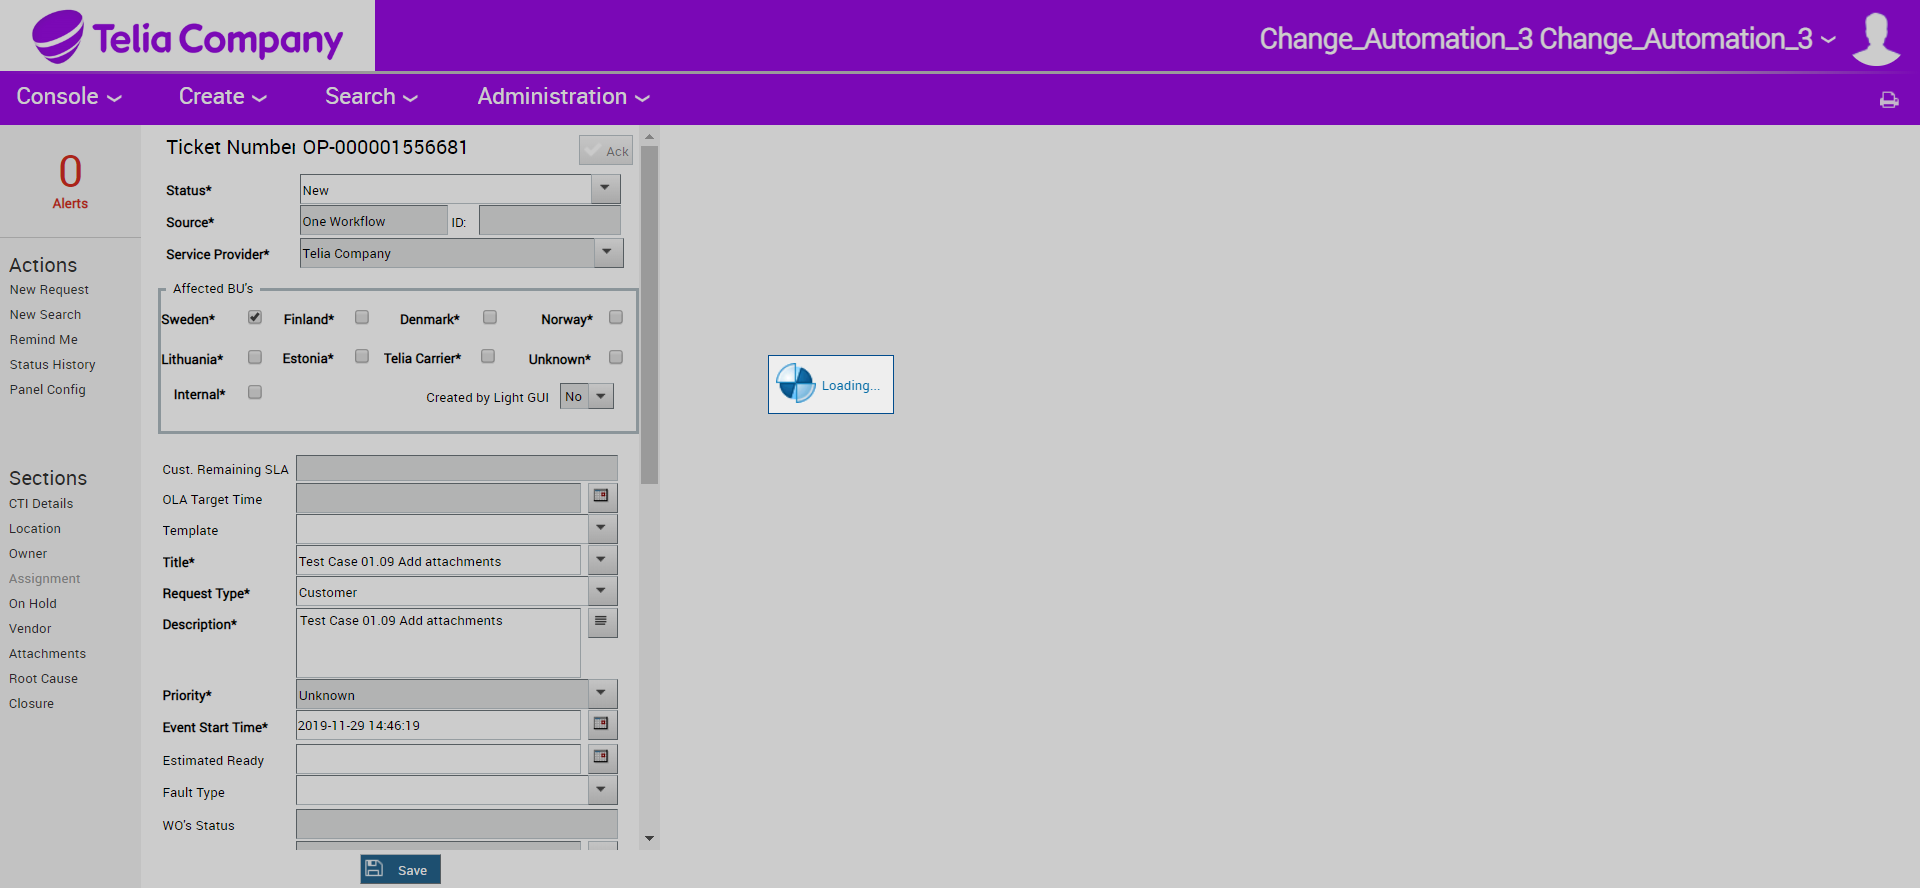 Telia Company
Change_Automation_3 Change_Automation_3
Console
Create
Search
Administration
0
Alerts
Actions
New Request
New Search
Remind Me
Status History
Panel Config
Sections
CTI Details
Location
Owner
Assignment
On Hold
Vendor
Attachments
Root Cause
Closure
Ticket Number OP-000001556681
Ack
Status* New
Source* One Workflow ID:
Service Provider* Telia Company
Affected BU's
Sweden* Finland* Denmark* Norway*
Lithuania* Estonia* Telia Carrier* Unknown*
Internal* Created by Light GUI No
Cust. Remaining SLA
OLA Target Time
Template
Title* Test Case 01.09 Add attachments
Request Type* Customer
Description* Test Case 01.09 Add attachments
Priority* Unknown
Event Start Time* 2019-11-29 14:46:19
Estimated Ready
Fault Type
WO's Status
Save
Loading...